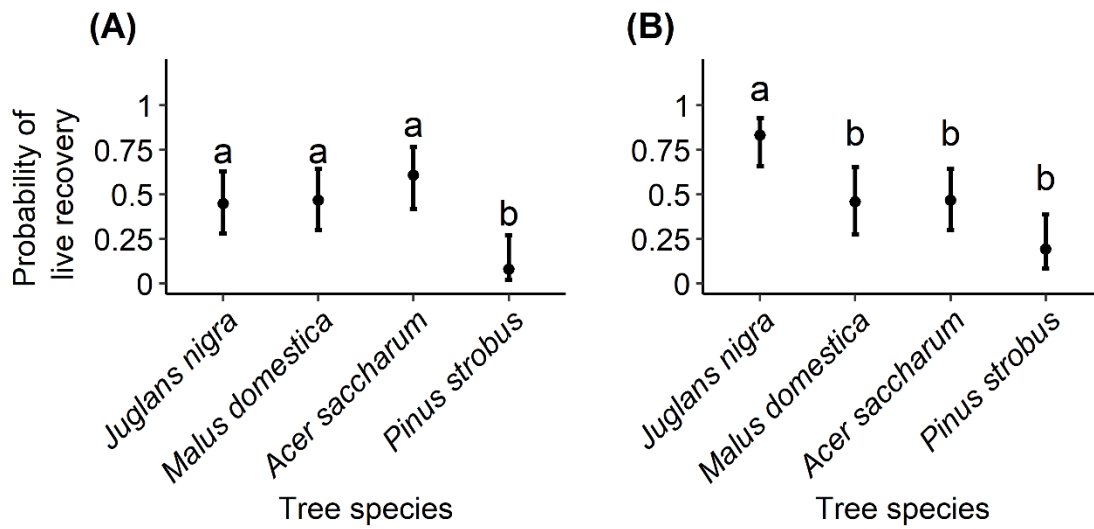 (A)
Probability of
live recovery
1
0.75
0.5
0.25
0
a
a
a
b
Juglans nigra
Malus domestica
Acer saccharum
Pinus strobus
Tree species
(B)
1
0.75
0.5
0.25
0
a
b
b
b
Juglans nigra
Malus domestica
Acer saccharum
Pinus strobus
Tree species